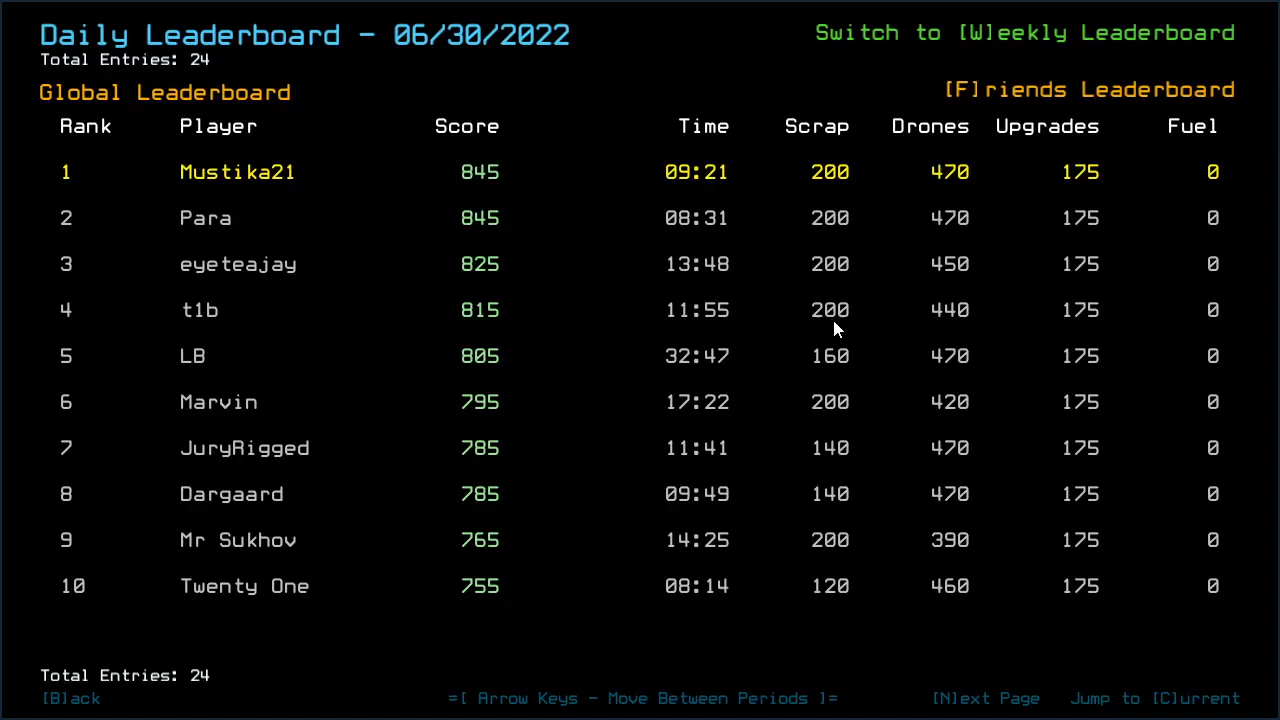 Daily Leaderboard - 06/30/2022 Switch to [W]eekly Leaderboard
Total Entries: 24
Global Leaderboard [F]riends Leaderboard
Rank Player Score Time Scrap Drones Upgrades Fuel
1 Mustika21 845 09:21 200 470 175 0
2 Para 845 08:31 200 470 175 0
3 eyeteajay 825 13:48 200 450 175 0
4 t1b 815 11:55 200 440 175 0
5 LB 805 32:47 160 470 175 0
6 Marvin 795 17:22 200 420 175 0
7 JuryRigged 785 11:41 140 470 175 0
8 Dargaard 785 09:49 140 470 175 0
9 Mr Sukhov 765 14:25 200 390 175 0
10 Twenty One 755 08:14 120 460 175 0
Total Entries: 24
[B]ack =[ Arrow Keys - Move Between Periods ]= [N]ext Page Jump to [C]urrent